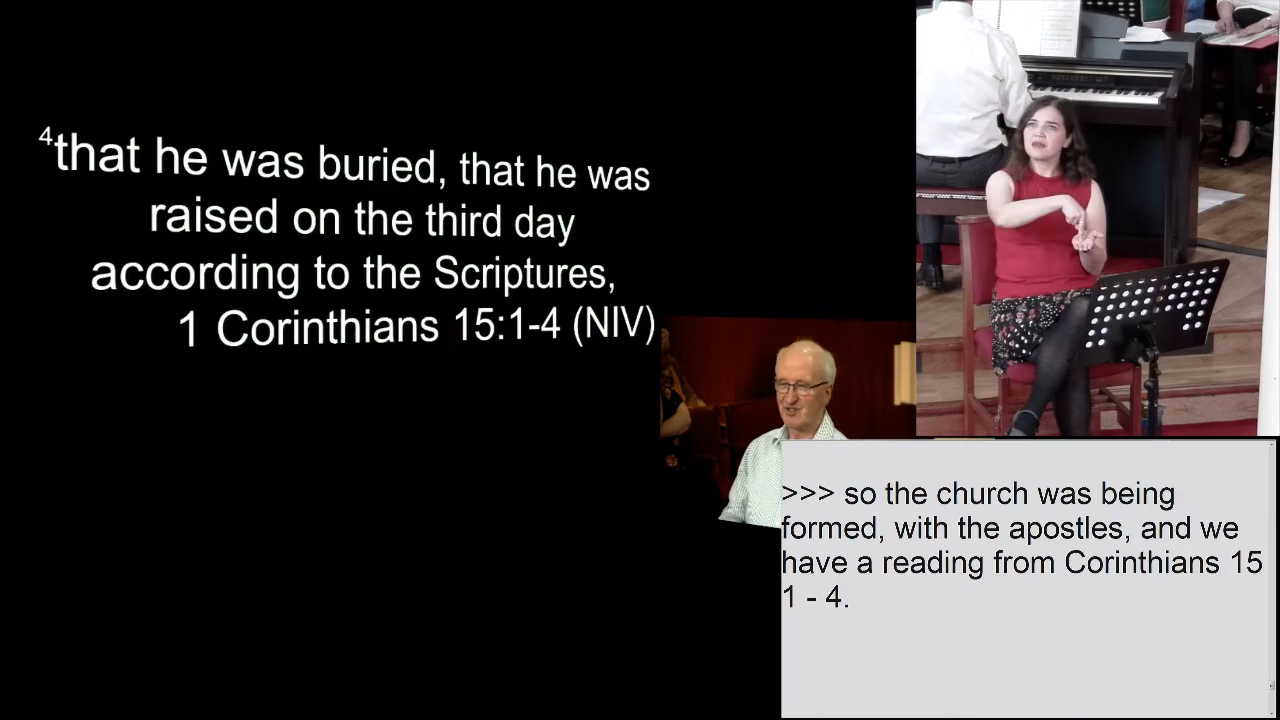 ⁴that he was buried, that he was
raised on the third day
according to the Scriptures,
1 Corinthians 15:1-4 (NIV)
>>> so the church was being
formed, with the apostles, and we
have a reading from Corinthians 15
1 - 4.